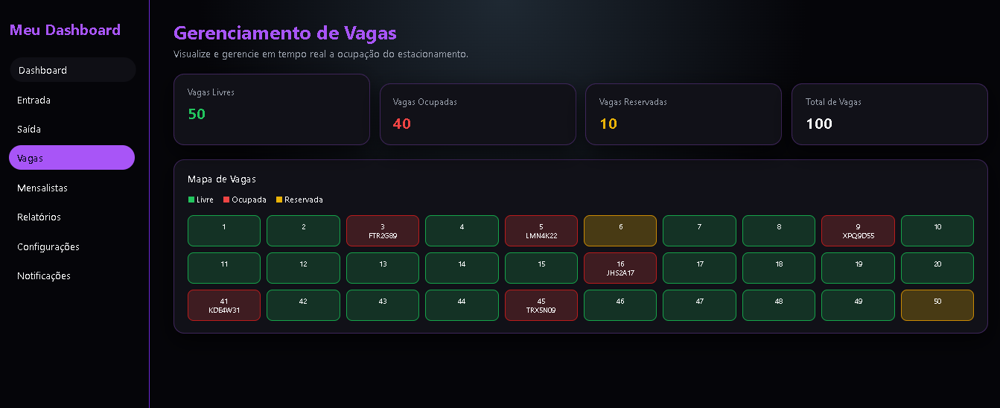 Meu Dashboard
Dashboard
Entrada
Saída
Vagas
Mensalistas
Relatórios
Configurações
Notificações
Gerenciamento de Vagas
Visualize e gerencie em tempo real a ocupação do estacionamento.
Vagas Livres
50
Vagas Ocupadas
40
Vagas Reservadas
10
Total de Vagas
100
Mapa de Vagas
Livre Ocupada Reservada
1 2 3 4 5 6 7 8 9 10
FTR2G89 LMN4K22 XPQ9D55
11 12 13 14 15 16 17 18 19 20
JHS2A17
41 42 43 44 45 46 47 48 49 50
KDE4W31 TRX5N09